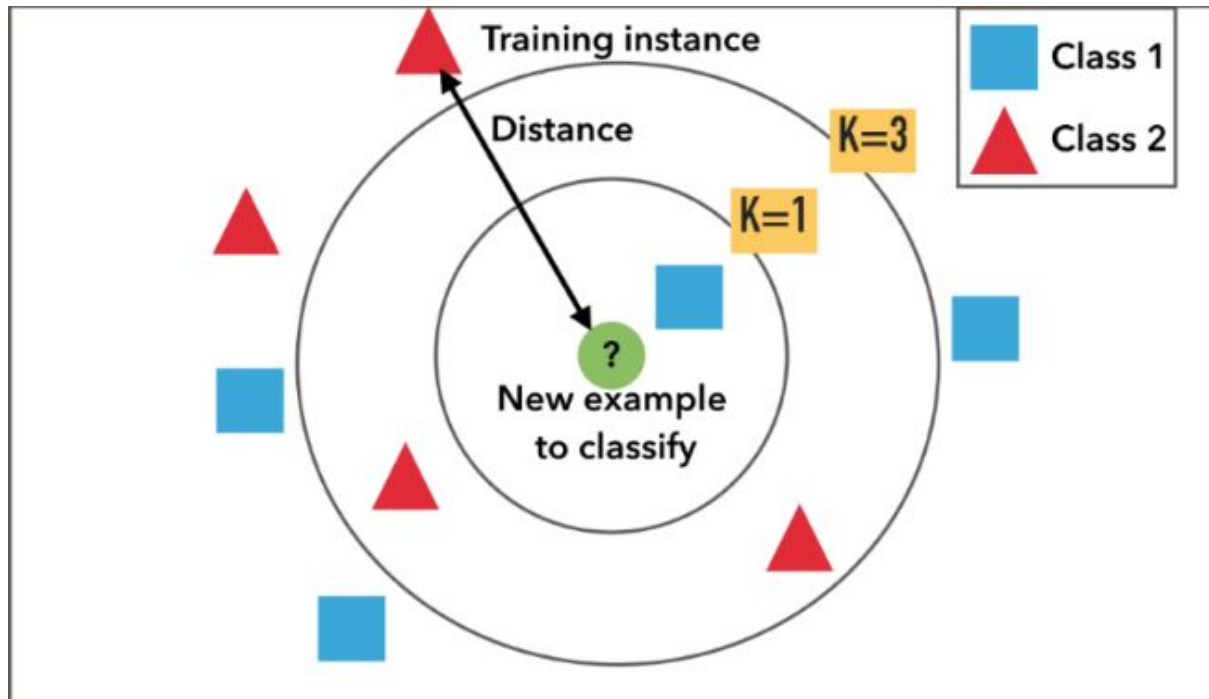 Training instance
Class 1
Distance
K=3
Class 2
K=1
?
New example
to classify